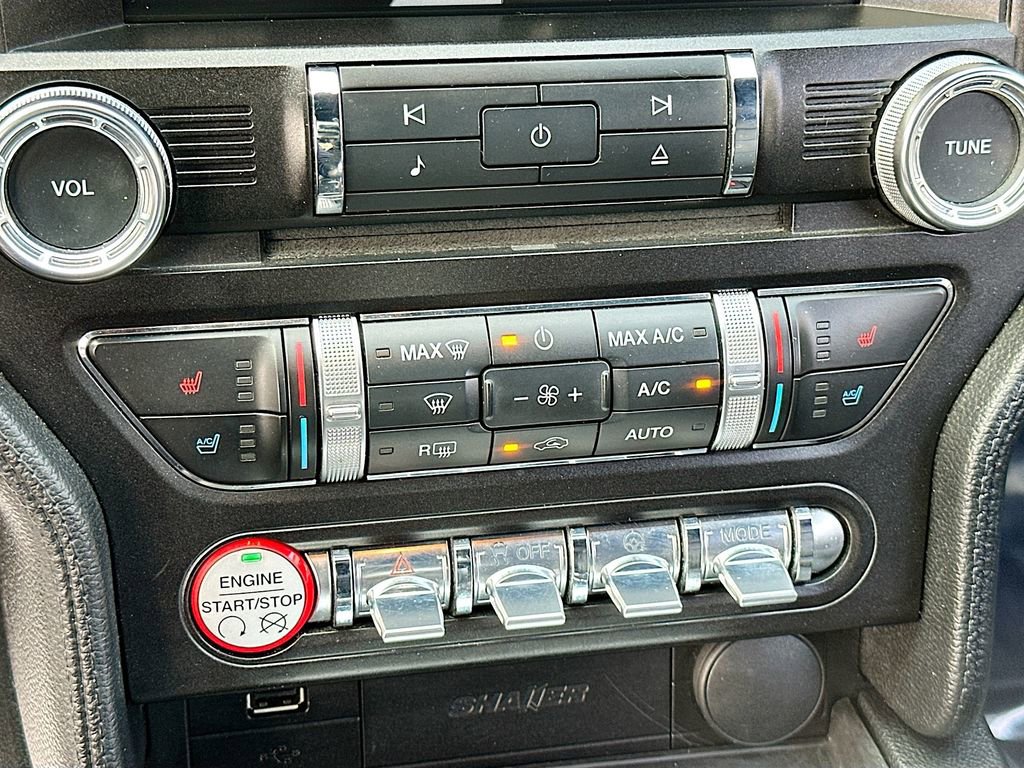 VOL
TUNE
MAX
MAX A/C
A/C
R
AUTO
A/C
A/C
ENGINE
START/STOP
OFF
MODE
SHAKER